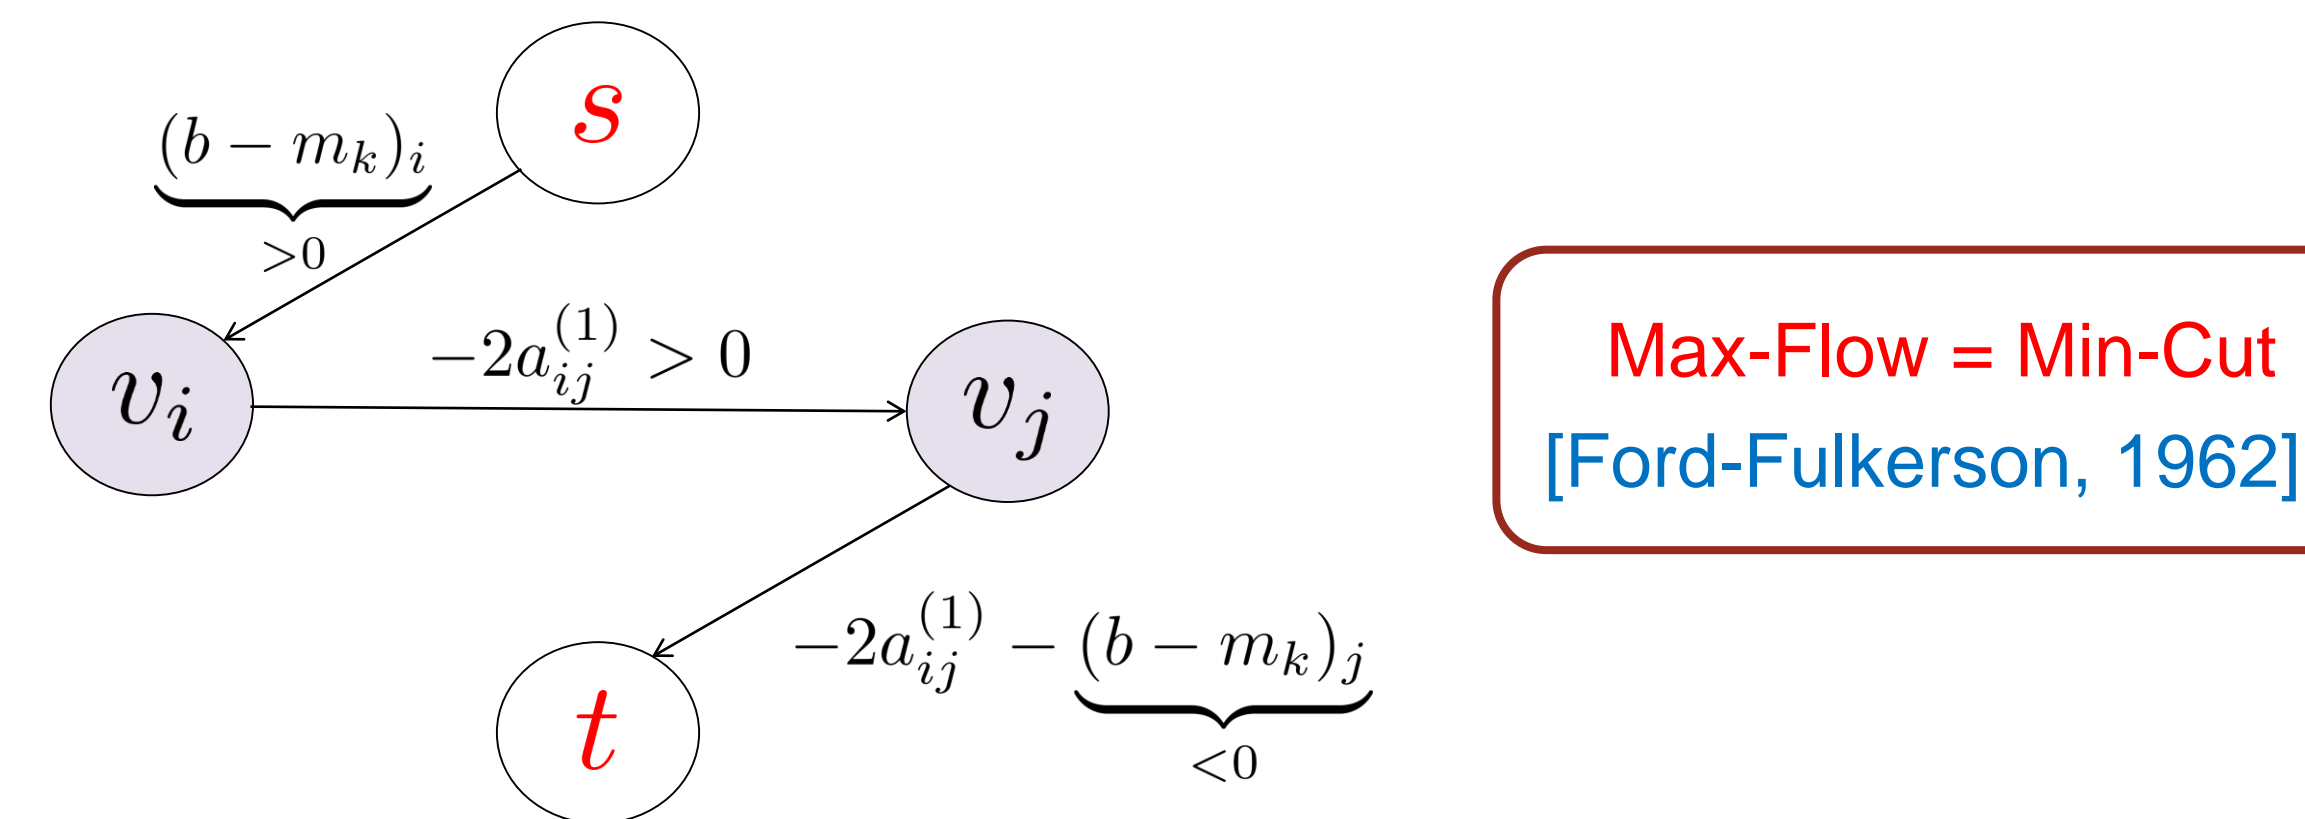 s
(b − m_k)_i
>0
−2a_{ij}^{(1)} > 0
v_i
v_j
−2a_{ij}^{(1)} − (b − m_k)_j
<0
t
Max-Flow = Min-Cut
[Ford-Fulkerson, 1962]